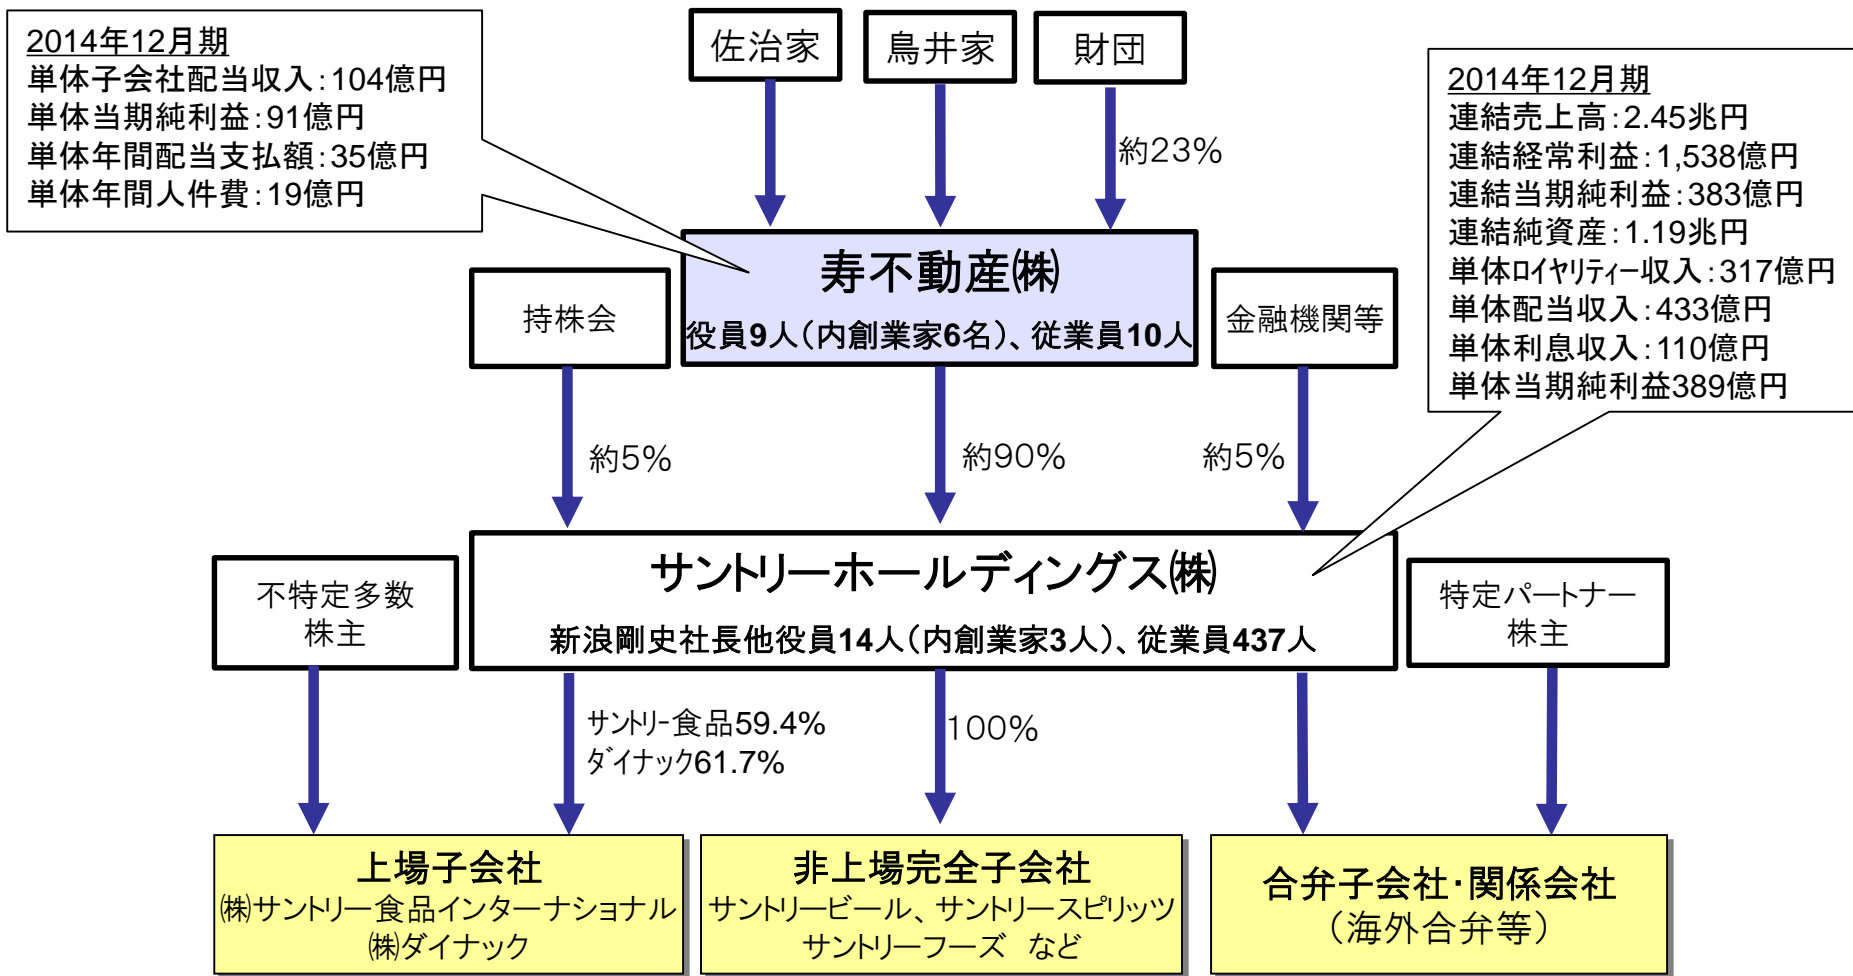 2014年12月期
単体子会社配当収入：104億円
単体当期純利益：91億円
単体年間配当支払額：35億円
単体年間人件費：19億円
佐治家
鳥井家
財団
約23%
2014年12月期
連結売上高：2.45兆円
連結経常利益：1,538億円
連結当期純利益：383億円
連結純資産：1.19兆円
単体ロイヤリティー収入：317億円
単体配当収入：433億円
単体利息収入：110億円
単体当期純利益389億円
持株会
寿不動産㈱
役員9人（内創業家6名）、従業員10人
金融機関等
約5%
約90%
約5%
不特定多数
株主
サントリーホールディングス㈱
新浪剛史社長他役員14人（内創業家3人）、従業員437人
特定パートナー
株主
サントリー食品59.4%
ダイナック61.7%
100%
上場子会社
㈱サントリー食品インターナショナル
㈱ダイナック
非上場完全子会社
サントリービール、サントリースピリッツ
サントリーフーズ など
合弁子会社・関係会社
（海外合弁等）